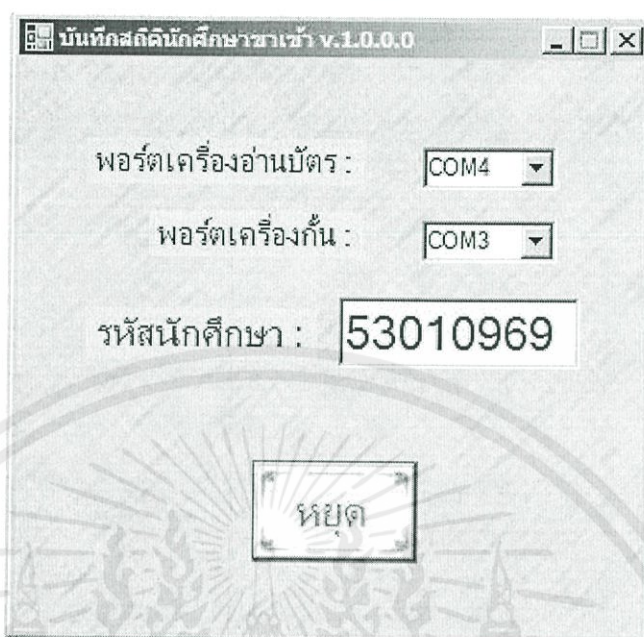 บันทึกสถิตินักศึกษาขาเข้า v.1.0.0.0
พอร์ตเครื่องอ่านบัตร : COM4
พอร์ตเครื่องกั้น : COM3
รหัสนักศึกษา : 53010969
หยุด